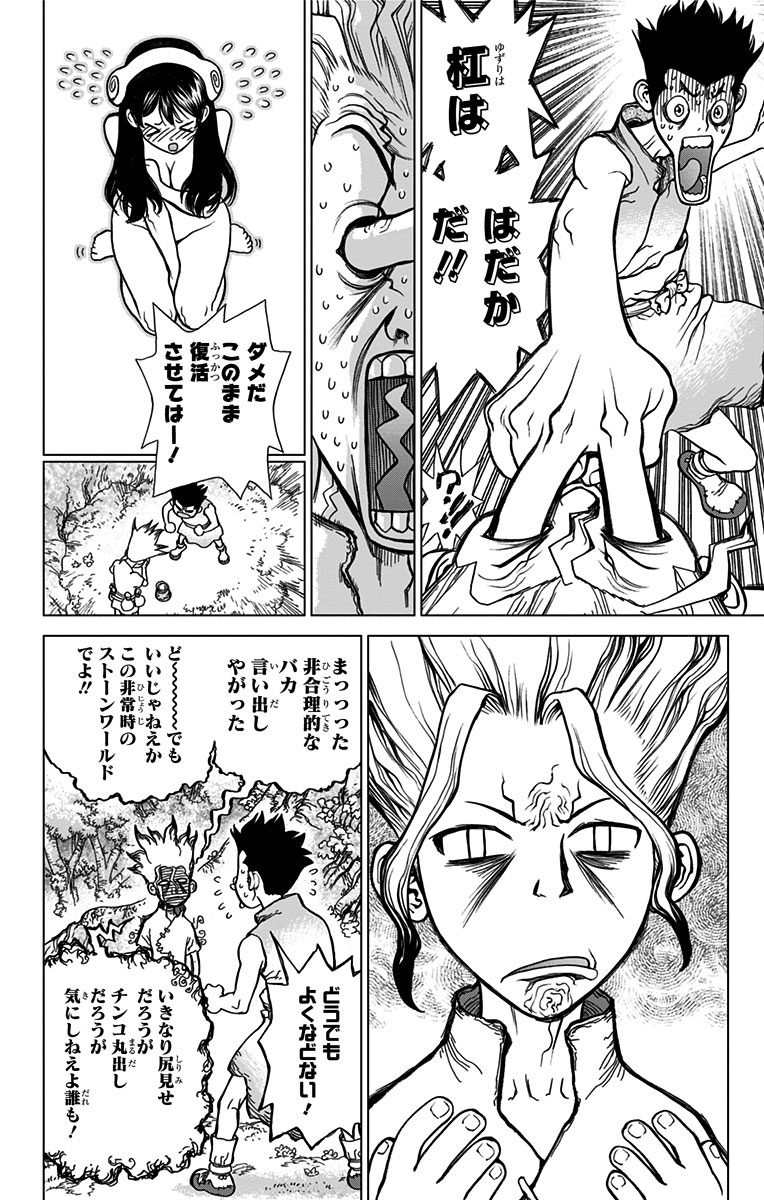 杠は
はだか
だ!!
ワ…!!
ダメだ
このまま
復活
させてはー!
まっっった
非合理的な
バカ
言い出し
やがった
ど〜〜〜〜〜でも
いいじゃねえか
この非常時の
ストーンワールド
でよ!!
どうでも
よくなどない!
いきなり尻見せ
だろうが
チンコ丸出し
だろうが
気にしねえよ誰も!